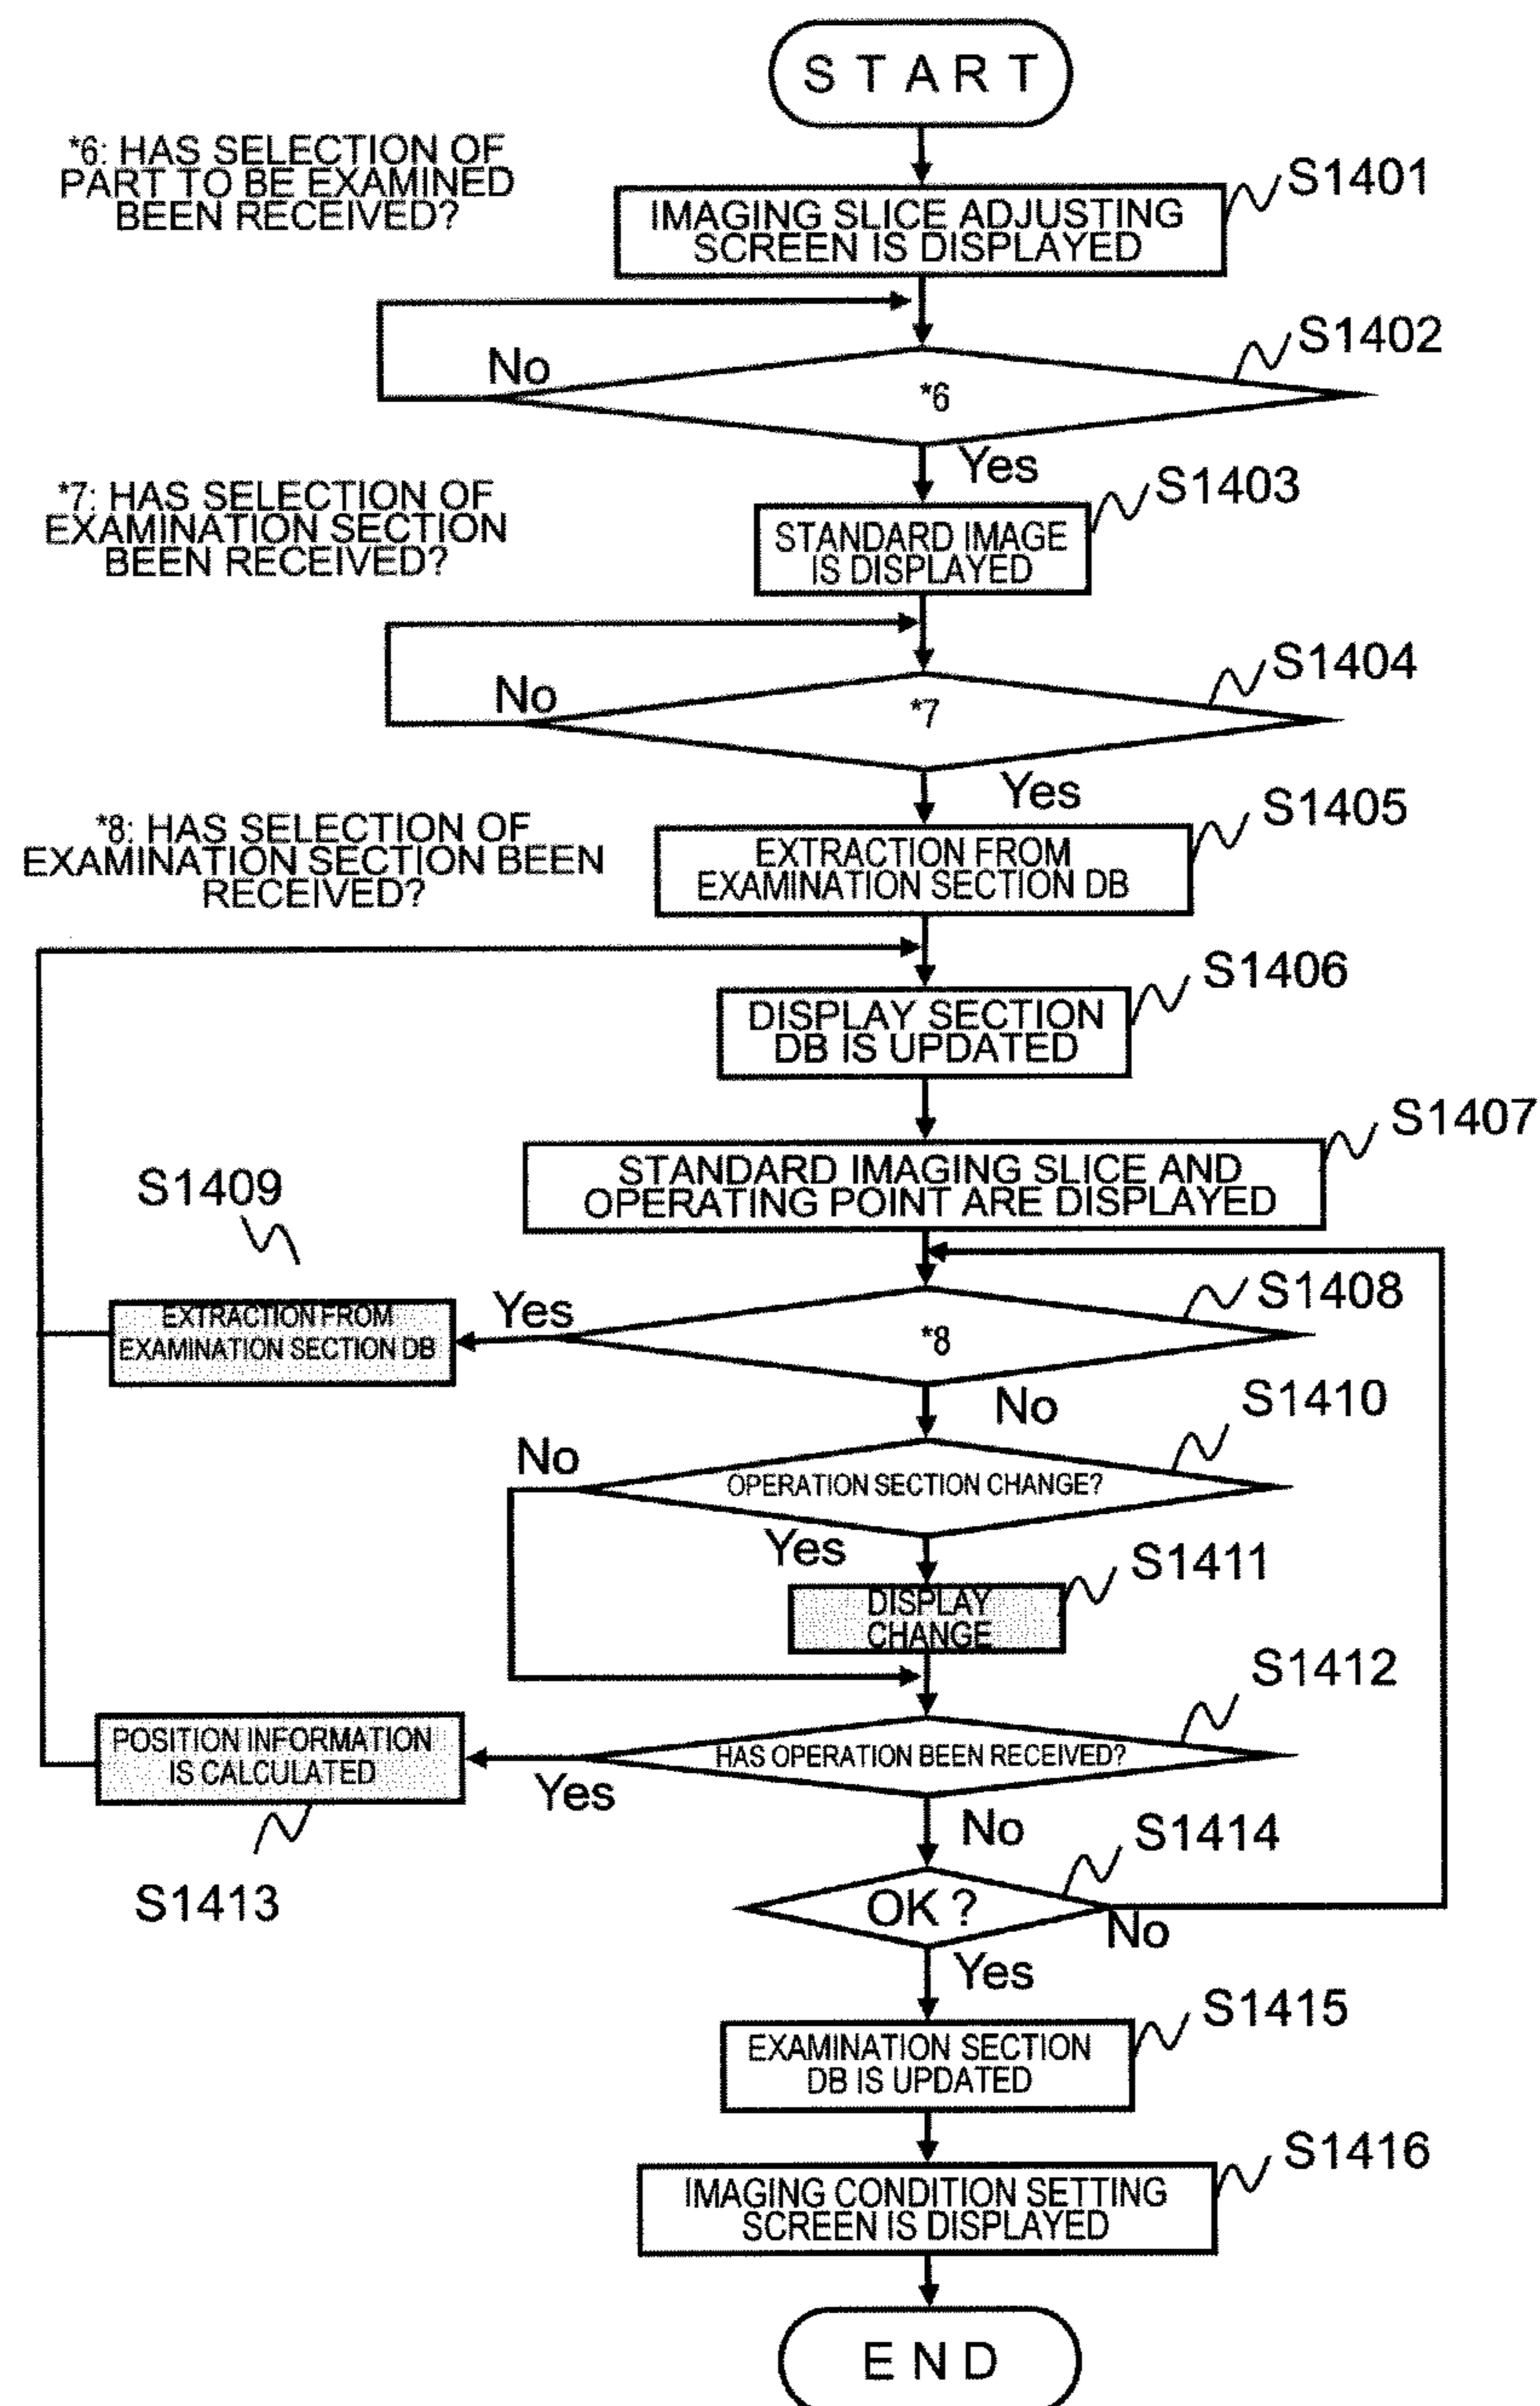 S T A R T
*6: HAS SELECTION OF
PART TO BE EXAMINED
BEEN RECEIVED?
S1401
IMAGING SLICE ADJUSTING
SCREEN IS DISPLAYED
S1402
No
*6
Yes
*7: HAS SELECTION OF
EXAMINATION SECTION
BEEN RECEIVED?
S1403
STANDARD IMAGE
IS DISPLAYED
S1404
No
*7
Yes
*8: HAS SELECTION OF
EXAMINATION SECTION BEEN
RECEIVED?
S1405
EXTRACTION FROM
EXAMINATION SECTION DB
S1406
DISPLAY SECTION
DB IS UPDATED
S1407
STANDARD IMAGING SLICE AND
OPERATING POINT ARE DISPLAYED
S1409
S1408
EXTRACTION FROM
EXAMINATION SECTION DB
Yes
*8
No
S1410
No
OPERATION SECTION CHANGE?
Yes
S1411
DISPLAY
CHANGE
S1412
POSITION INFORMATION
IS CALCULATED
HAS OPERATION BEEN RECEIVED?
Yes
No
S1413
S1414
OK ?
No
Yes
S1415
EXAMINATION SECTION
DB IS UPDATED
S1416
IMAGING CONDITION SETTING
SCREEN IS DISPLAYED
E N D